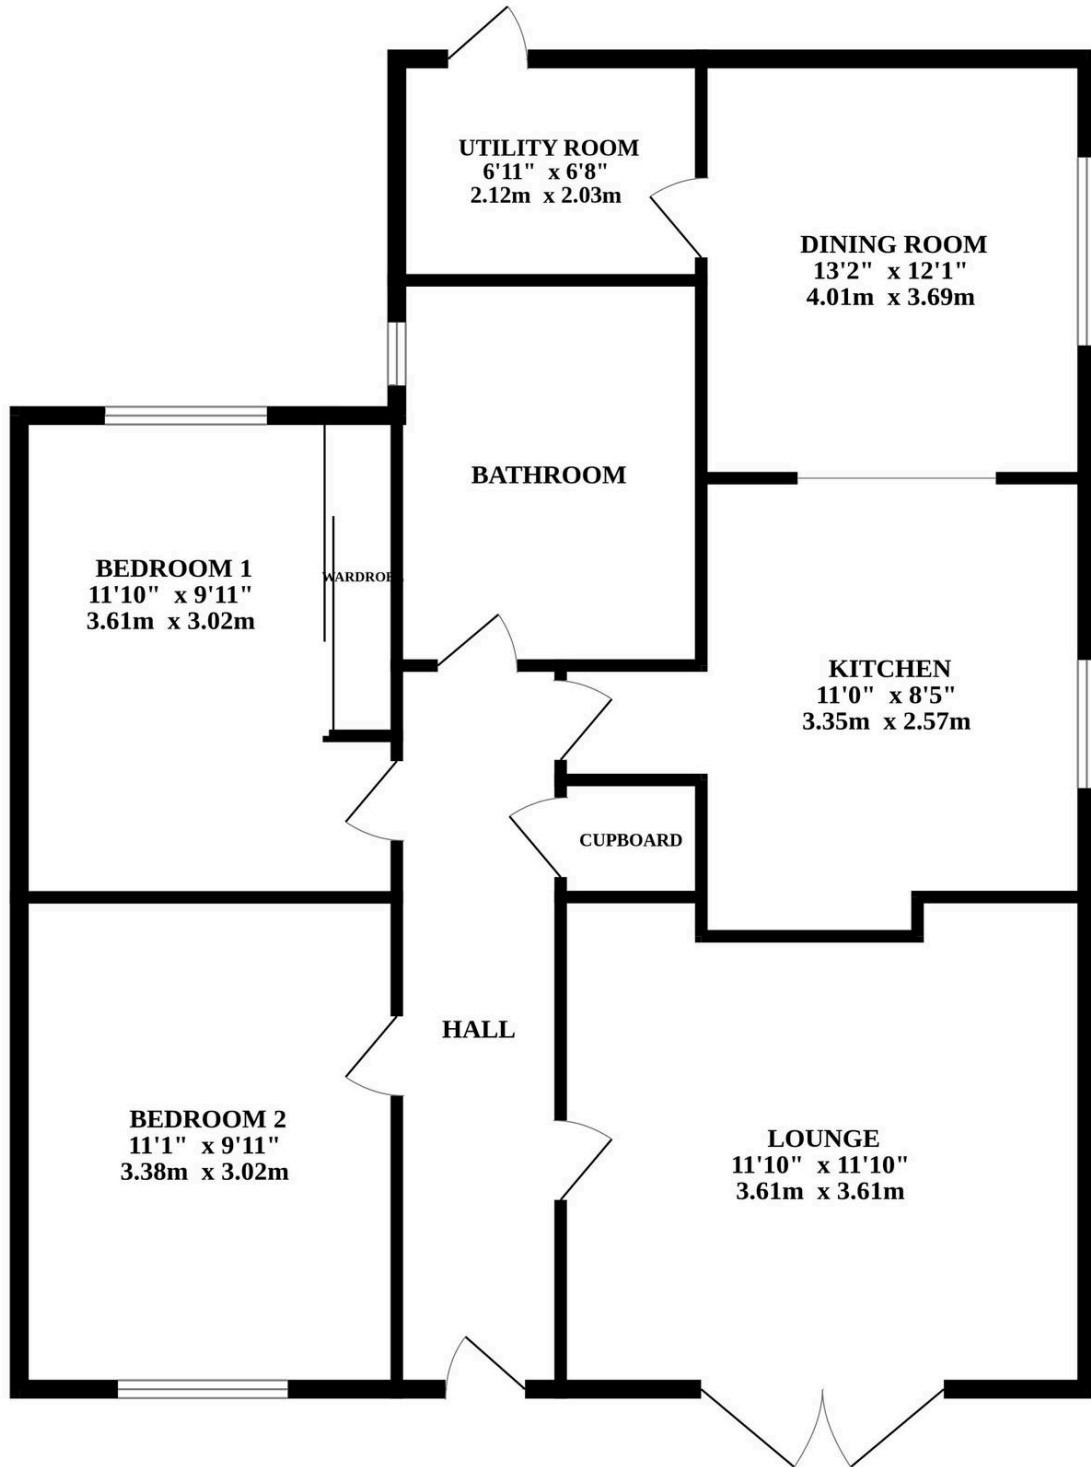 UTILITY ROOM
6'11" x 6'8"
2.12m x 2.03m
DINING ROOM
13'2" x 12'1"
4.01m x 3.69m
BATHROOM
BEDROOM 1
11'10" x 9'11"
3.61m x 3.02m
WARDROBE
KITCHEN
11'0" x 8'5"
3.35m x 2.57m
CUPBOARD
HALL
BEDROOM 2
11'1" x 9'11"
3.38m x 3.02m
LOUNGE
11'10" x 11'10"
3.61m x 3.61m